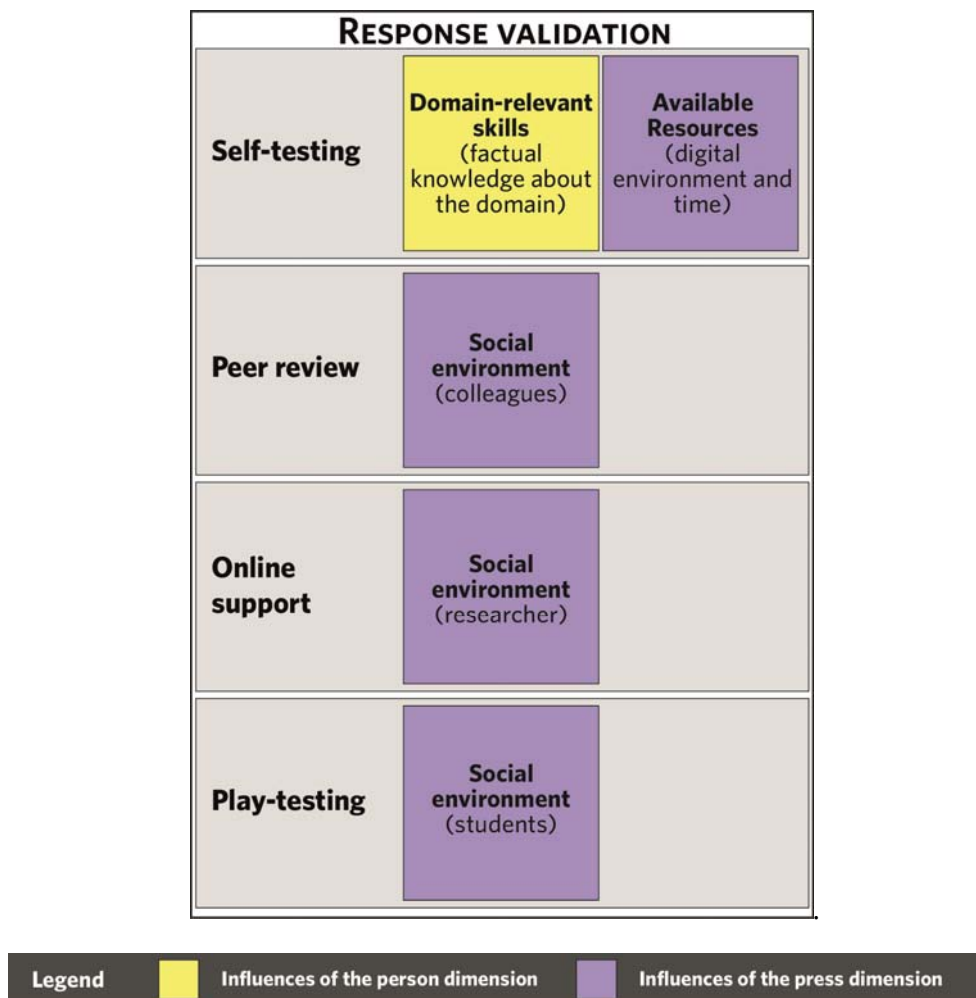 RESPONSE VALIDATION
Self-testing
Domain-relevant
skills
(factual
knowledge about
the domain)
Available
Resources
(digital
environment and
time)
Peer review
Social
environment
(colleagues)
Online
support
Social
environment
(researcher)
Play-testing
Social
environment
(students)
.
Legend
Influences of the person dimension
Influences of the press dimension